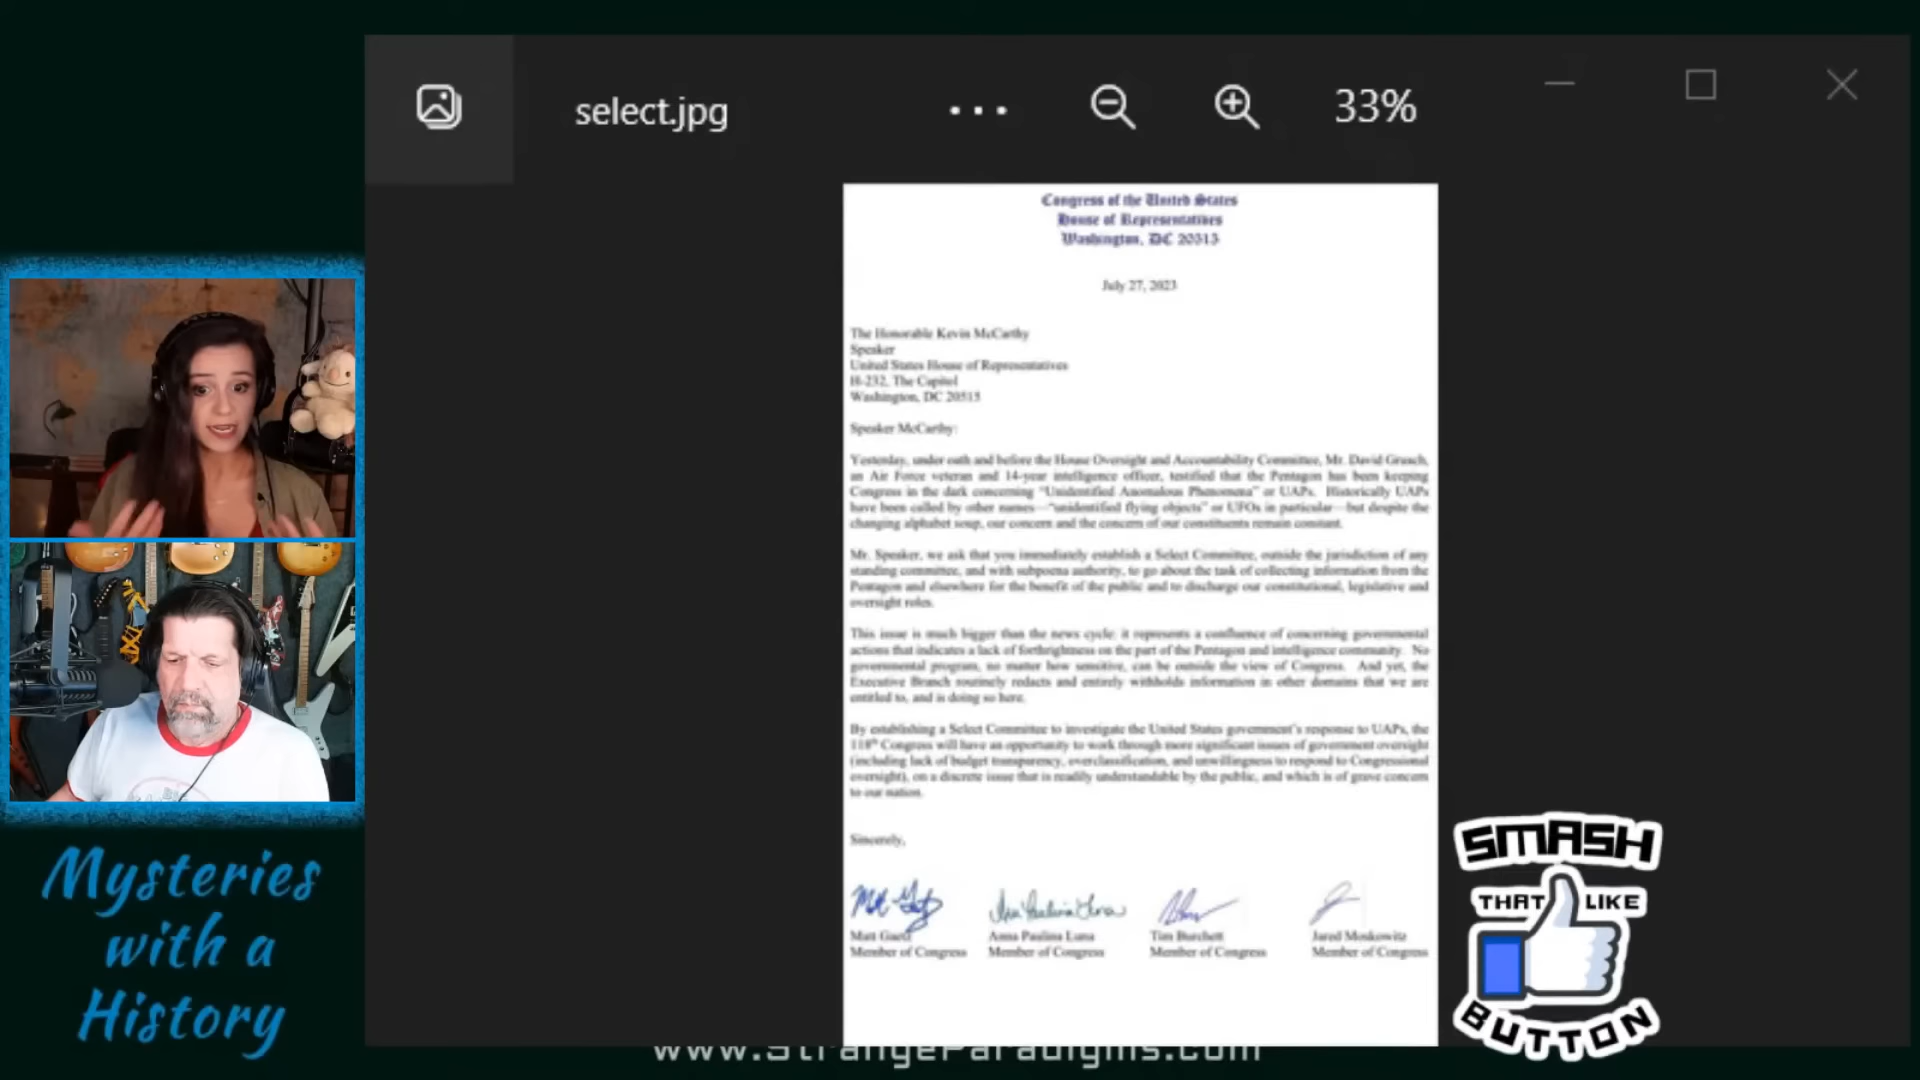 select.jpg
33%
Congress of the United States
House of Representatives
Washington, DC 20515
July 27, 2023
The Honorable Kevin McCarthy
Speaker
United States House of Representatives
H-232, The Capitol
Washington, DC 20515
Speaker McCarthy:
Yesterday, under oath and before the House Oversight and Accountability Committee, Mr. David Grusch,
an Air Force veteran and 14-year intelligence officer, testified that the Pentagon has been keeping
Congress in the dark concerning “Unidentified Anomalous Phenomena” or UAPs. Historically UAPs
have been called by other names—“unidentified flying objects” or UFOs in particular—but despite the
changing alphabet soup, our concern and the concern of our constituents remain constant.
Mr. Speaker, we ask that you immediately establish a Select Committee, outside the jurisdiction of any
standing committee, and with subpoena authority, to go about the task of collecting information from the
Pentagon and elsewhere for the benefit of the public and to discharge our constitutional, legislative and
oversight roles.
This issue is much bigger than the news cycle: it represents a confluence of concerning governmental
actions that indicates a lack of forthrightness on the part of the Pentagon and intelligence community. No
governmental program, no matter how sensitive, can be outside the view of Congress. And yet, the
Executive Branch routinely redacts and entirely withholds information in other domains that we are
entitled to, and is doing so here.
By establishing a Select Committee to investigate the United States government's response to UAPs, the
118th Congress will have an opportunity to work through more significant issues of government oversight
(including lack of budget transparency, overclassification, and unwillingness to respond to Congressional
oversight), on a discrete issue that is readily understandable by the public, and which is of grave concern
to our nation.
Sincerely,
Matt Gaetz Anna Paulina Luna Tim Burchett Jared Moskowitz
Member of Congress Member of Congress Member of Congress Member of Congress
Mysteries
with a
History
SMASH
THAT LIKE
BUTTON
www.StrangeParadigms.com